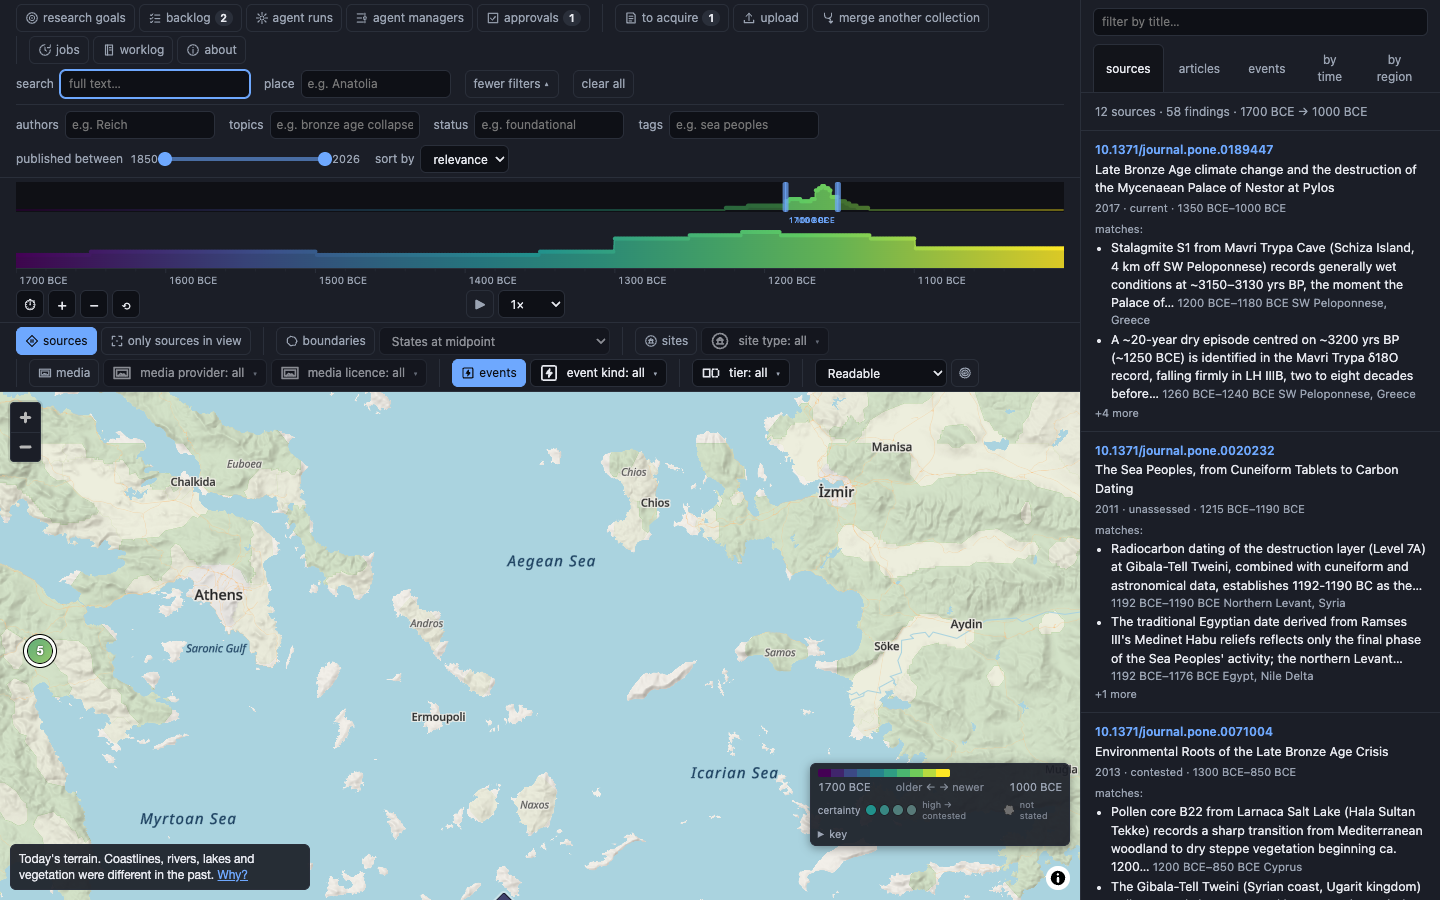 research goals
backlog 2
agent runs
agent managers
approvals 1
to acquire 1
upload
merge another collection
jobs
worklog
about
search full text...
place e.g. Anatolia
fewer filters
clear all
authors e.g. Reich
topics e.g. bronze age collapse
status e.g. foundational
tags e.g. sea peoples
published between 1850 2026
sort by relevance
1700 BCE 1600 BCE 1500 BCE 1400 BCE 1300 BCE 1200 BCE 1100 BCE
1×
sources
only sources in view
boundaries
States at midpoint
sites
site type: all
media
media provider: all
media licence: all
events
event kind: all
tier: all
Readable
Manisa
Euboea
Chios
Chalkida
İzmir
Chios
Aegean Sea
Athens
Andros
Aydin
Saronic Gulf
Samos
Söke
5
Ermoupoli
Icarian Sea
Naxos
Myrtoan Sea
1700 BCE older ← → newer 1000 BCE
certainty high → contested not stated
key
Today's terrain. Coastlines, rivers, lakes and
vegetation were different in the past. Why?
filter by title...
sources
articles
events
by time
by region
12 sources · 58 findings · 1700 BCE → 1000 BCE
10.1371/journal.pone.0189447
Late Bronze Age climate change and the destruction of
the Mycenaean Palace of Nestor at Pylos
2017 · current · 1350 BCE–1000 BCE
matches:
• Stalagmite S1 from Mavri Trypa Cave (Schiza Island,
4 km off SW Peloponnese) records generally wet
conditions at ~3150–3130 yrs BP, the moment the
Palace of... 1200 BCE–1180 BCE SW Peloponnese,
Greece
• A ~20-year dry episode centred on ~3200 yrs BP
(~1250 BCE) is identified in the Mavri Trypa δ18O
record, falling firmly in LH IIIB, two to eight decades
before... 1260 BCE–1240 BCE SW Peloponnese, Greece
+4 more
10.1371/journal.pone.0020232
The Sea Peoples, from Cuneiform Tablets to Carbon
Dating
2011 · unassessed · 1215 BCE–1190 BCE
matches:
• Radiocarbon dating of the destruction layer (Level 7A)
at Gibala-Tell Tweini, combined with cuneiform and
astronomical data, establishes 1192-1190 BC as the...
1192 BCE–1190 BCE Northern Levant, Syria
• The traditional Egyptian date derived from Ramses
III's Medinet Habu reliefs reflects only the final phase
of the Sea Peoples' activity; the northern Levant...
1192 BCE–1176 BCE Egypt, Nile Delta
+1 more
10.1371/journal.pone.0071004
Environmental Roots of the Late Bronze Age Crisis
2013 · contested · 1300 BCE–850 BCE
matches:
• Pollen core B22 from Larnaca Salt Lake (Hala Sultan
Tekke) records a sharp transition from Mediterranean
woodland to dry steppe vegetation beginning ca.
1200... 1200 BCE–850 BCE Cyprus
• The Gibala-Tell Tweini (Syrian coast, Ugarit kingdom)